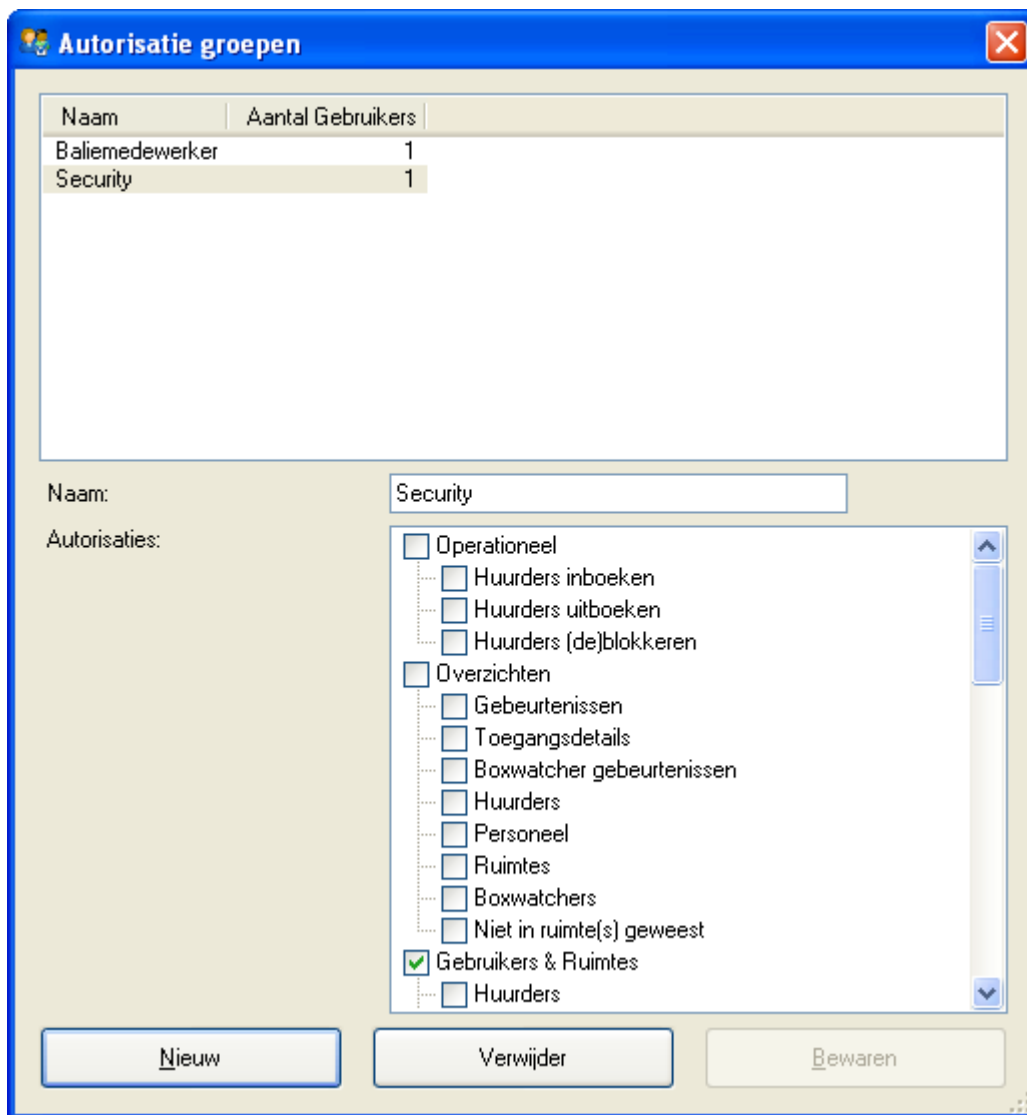 Autorisatie groepen
Naam Aantal Gebruikers
Baliemedewerker 1
Security 1
Naam: Security
Autorisaties: Operationeel
Huurders inboeken
Huurders uitboeken
Huurders (de)blokkeren
Overzichten
Gebeurtenissen
Toegangsdetails
Boxwatcher gebeurtenissen
Huurders
Personeel
Ruimtes
Boxwatchers
Niet in ruimte(s) geweest
Gebruikers & Ruimtes
Huurders
Nieuw Verwijder Bewaren